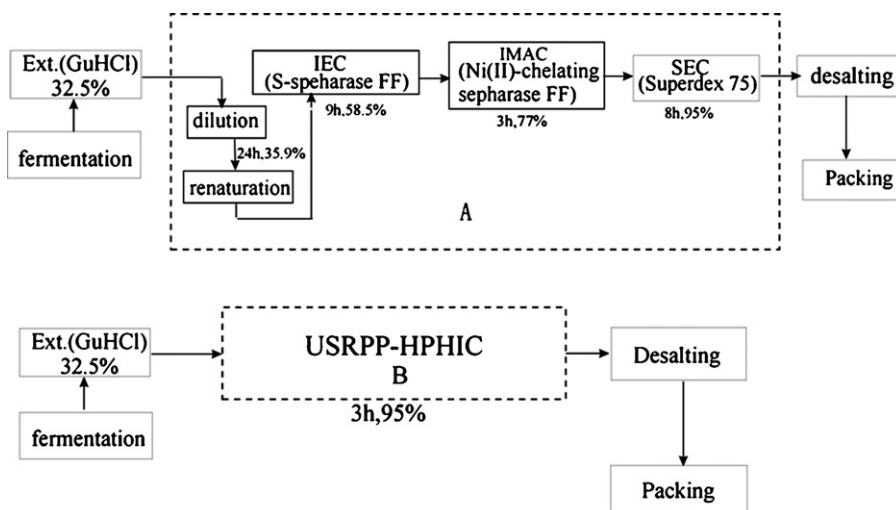 Ext.(GuHCl)
32.5%
fermentation
dilution
24h,35.9%
renaturation
IEC
(S-speharase FF)
9h,58.5%
IMAC
(Ni(II)-chelating
sepharase FF)
3h,77%
SEC
(Superdex 75)
8h,95%
desalting
Packing
A
Ext.(GuHCl)
32.5%
fermentation
USRPP-HPHIC
B
3h,95%
Desalting
Packing